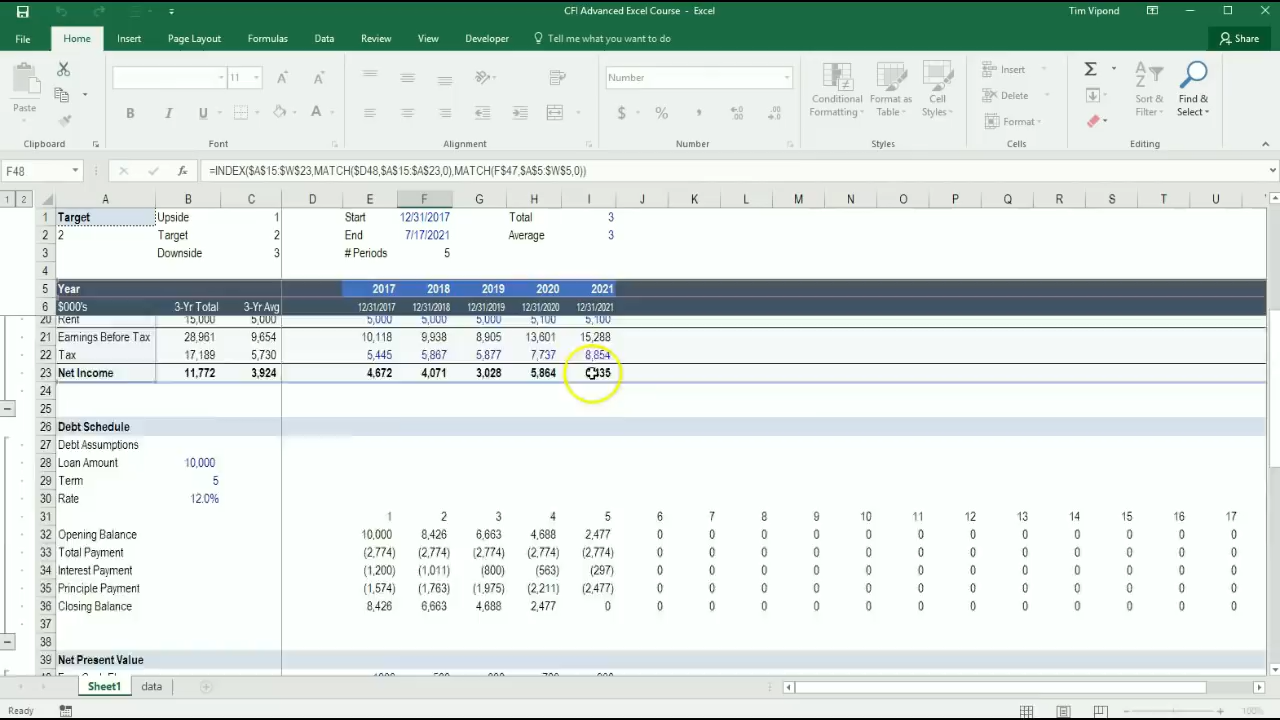 CFI Advanced Excel Course - Excel
Tim Vipond
File Home Insert Page Layout Formulas Data Review View Developer Tell me what you want to do Share
Paste
Clipboard
11
B I U A
Font
Alignment
Number
$ %
Number
Conditional Formatting
Format as Table
Cell Styles
Styles
Insert
Delete
Format
Cells
Sort & Filter
Find & Select
Editing
F48 fx =INDEX($A$15:$W$23,MATCH($D48,$A$15:$A$23,0),MATCH(F$47,$A$5:$W$5,0))
1 2 A B C D E F G H I J K L M N O P Q R S T U
1 Target Upside 1 Start 12/31/2017 Total 3
2 2 Target 2 End 7/17/2021 Average 3
3 Downside 3 # Periods 5
4
5 Year 2017 2018 2019 2020 2021
6 $000's 3-Yr Total 3-Yr Avg 12/31/2017 12/31/2018 12/31/2019 12/31/2020 12/31/2021
20 Rent 15,000 5,000 5,000 5,000 5,000 5,100 5,100
21 Earnings Before Tax 28,961 9,654 10,118 9,938 8,905 13,601 15,288
22 Tax 17,189 5,730 5,445 5,867 5,877 7,737 8,854
23 Net Income 11,772 3,924 4,672 4,071 3,028 5,864
24
25
26 Debt Schedule
27 Debt Assumptions
28 Loan Amount 10,000
29 Term 5
30 Rate 12.0%
31 1 2 3 4 5 6 7 8 9 10 11 12 13 14 15 16 17
32 Opening Balance 10,000 8,426 6,663 4,688 2,477 0 0 0 0 0 0 0 0 0 0 0 0
33 Total Payment (2,774) (2,774) (2,774) (2,774) (2,774) 0 0 0 0 0 0 0 0 0 0 0 0
34 Interest Payment (1,200) (1,011) (800) (563) (297) 0 0 0 0 0 0 0 0 0 0 0 0
35 Principle Payment (1,574) (1,763) (1,975) (2,211) (2,477) 0 0 0 0 0 0 0 0 0 0 0 0
36 Closing Balance 8,426 6,663 4,688 2,477 0 0 0 0 0 0 0 0 0 0 0 0 0
37
38
39 Net Present Value
Sheet1 data
Ready
100%